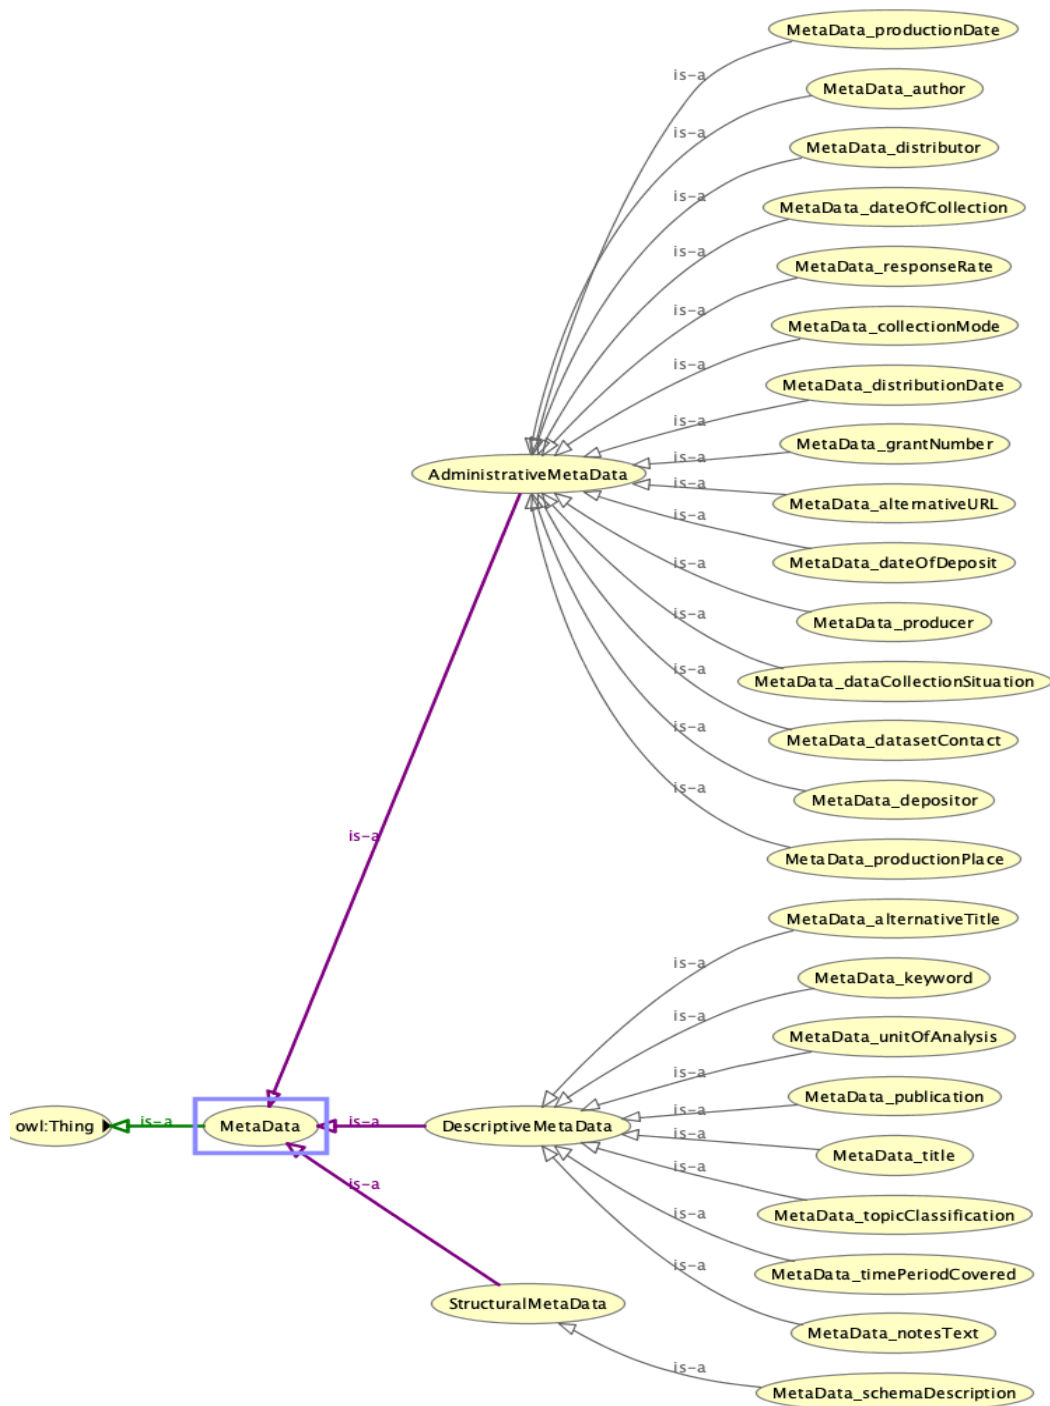 MetaData_productionDate
is-a
MetaData_author
is-a
MetaData_distributor
is-a
MetaData_dateOfCollection
is-a
MetaData_responseRate
is-a
MetaData_collectionMode
is-a
MetaData_distributionDate
is-a
MetaData_grantNumber
is-a
AdministrativeMetaData
is-a
MetaData_alternativeURL
is-a
MetaData_dateOfDeposit
is-a
MetaData_producer
is-a
MetaData_dataCollectionSituation
is-a
MetaData_datasetContact
is-a
MetaData_depositor
is-a
MetaData_productionPlace
is-a
MetaData_alternativeTitle
is-a
MetaData_keyword
is-a
MetaData_unitOfAnalysis
is-a
MetaData_publication
is-a
owl:Thing
is-a
MetaData
is-a
DescriptiveMetaData
is-a
MetaData_title
is-a
MetaData_topicClassification
is-a
is-a
MetaData_timePeriodCovered
is-a
StructuralMetaData
MetaData_notesText
is-a
MetaData_schemaDescription